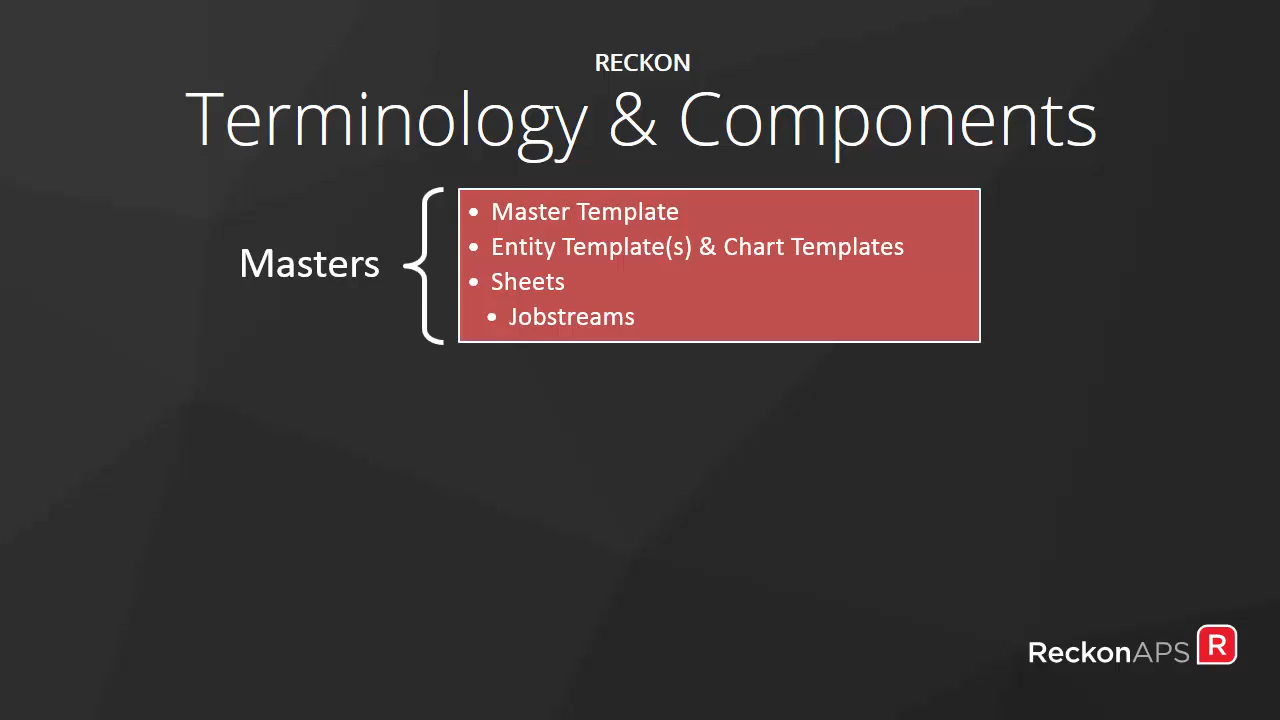 RECKON
Terminology & Components
Masters
• Master Template
• Entity Template(s) & Chart Templates
• Sheets
• Jobstreams
ReckonAPS R